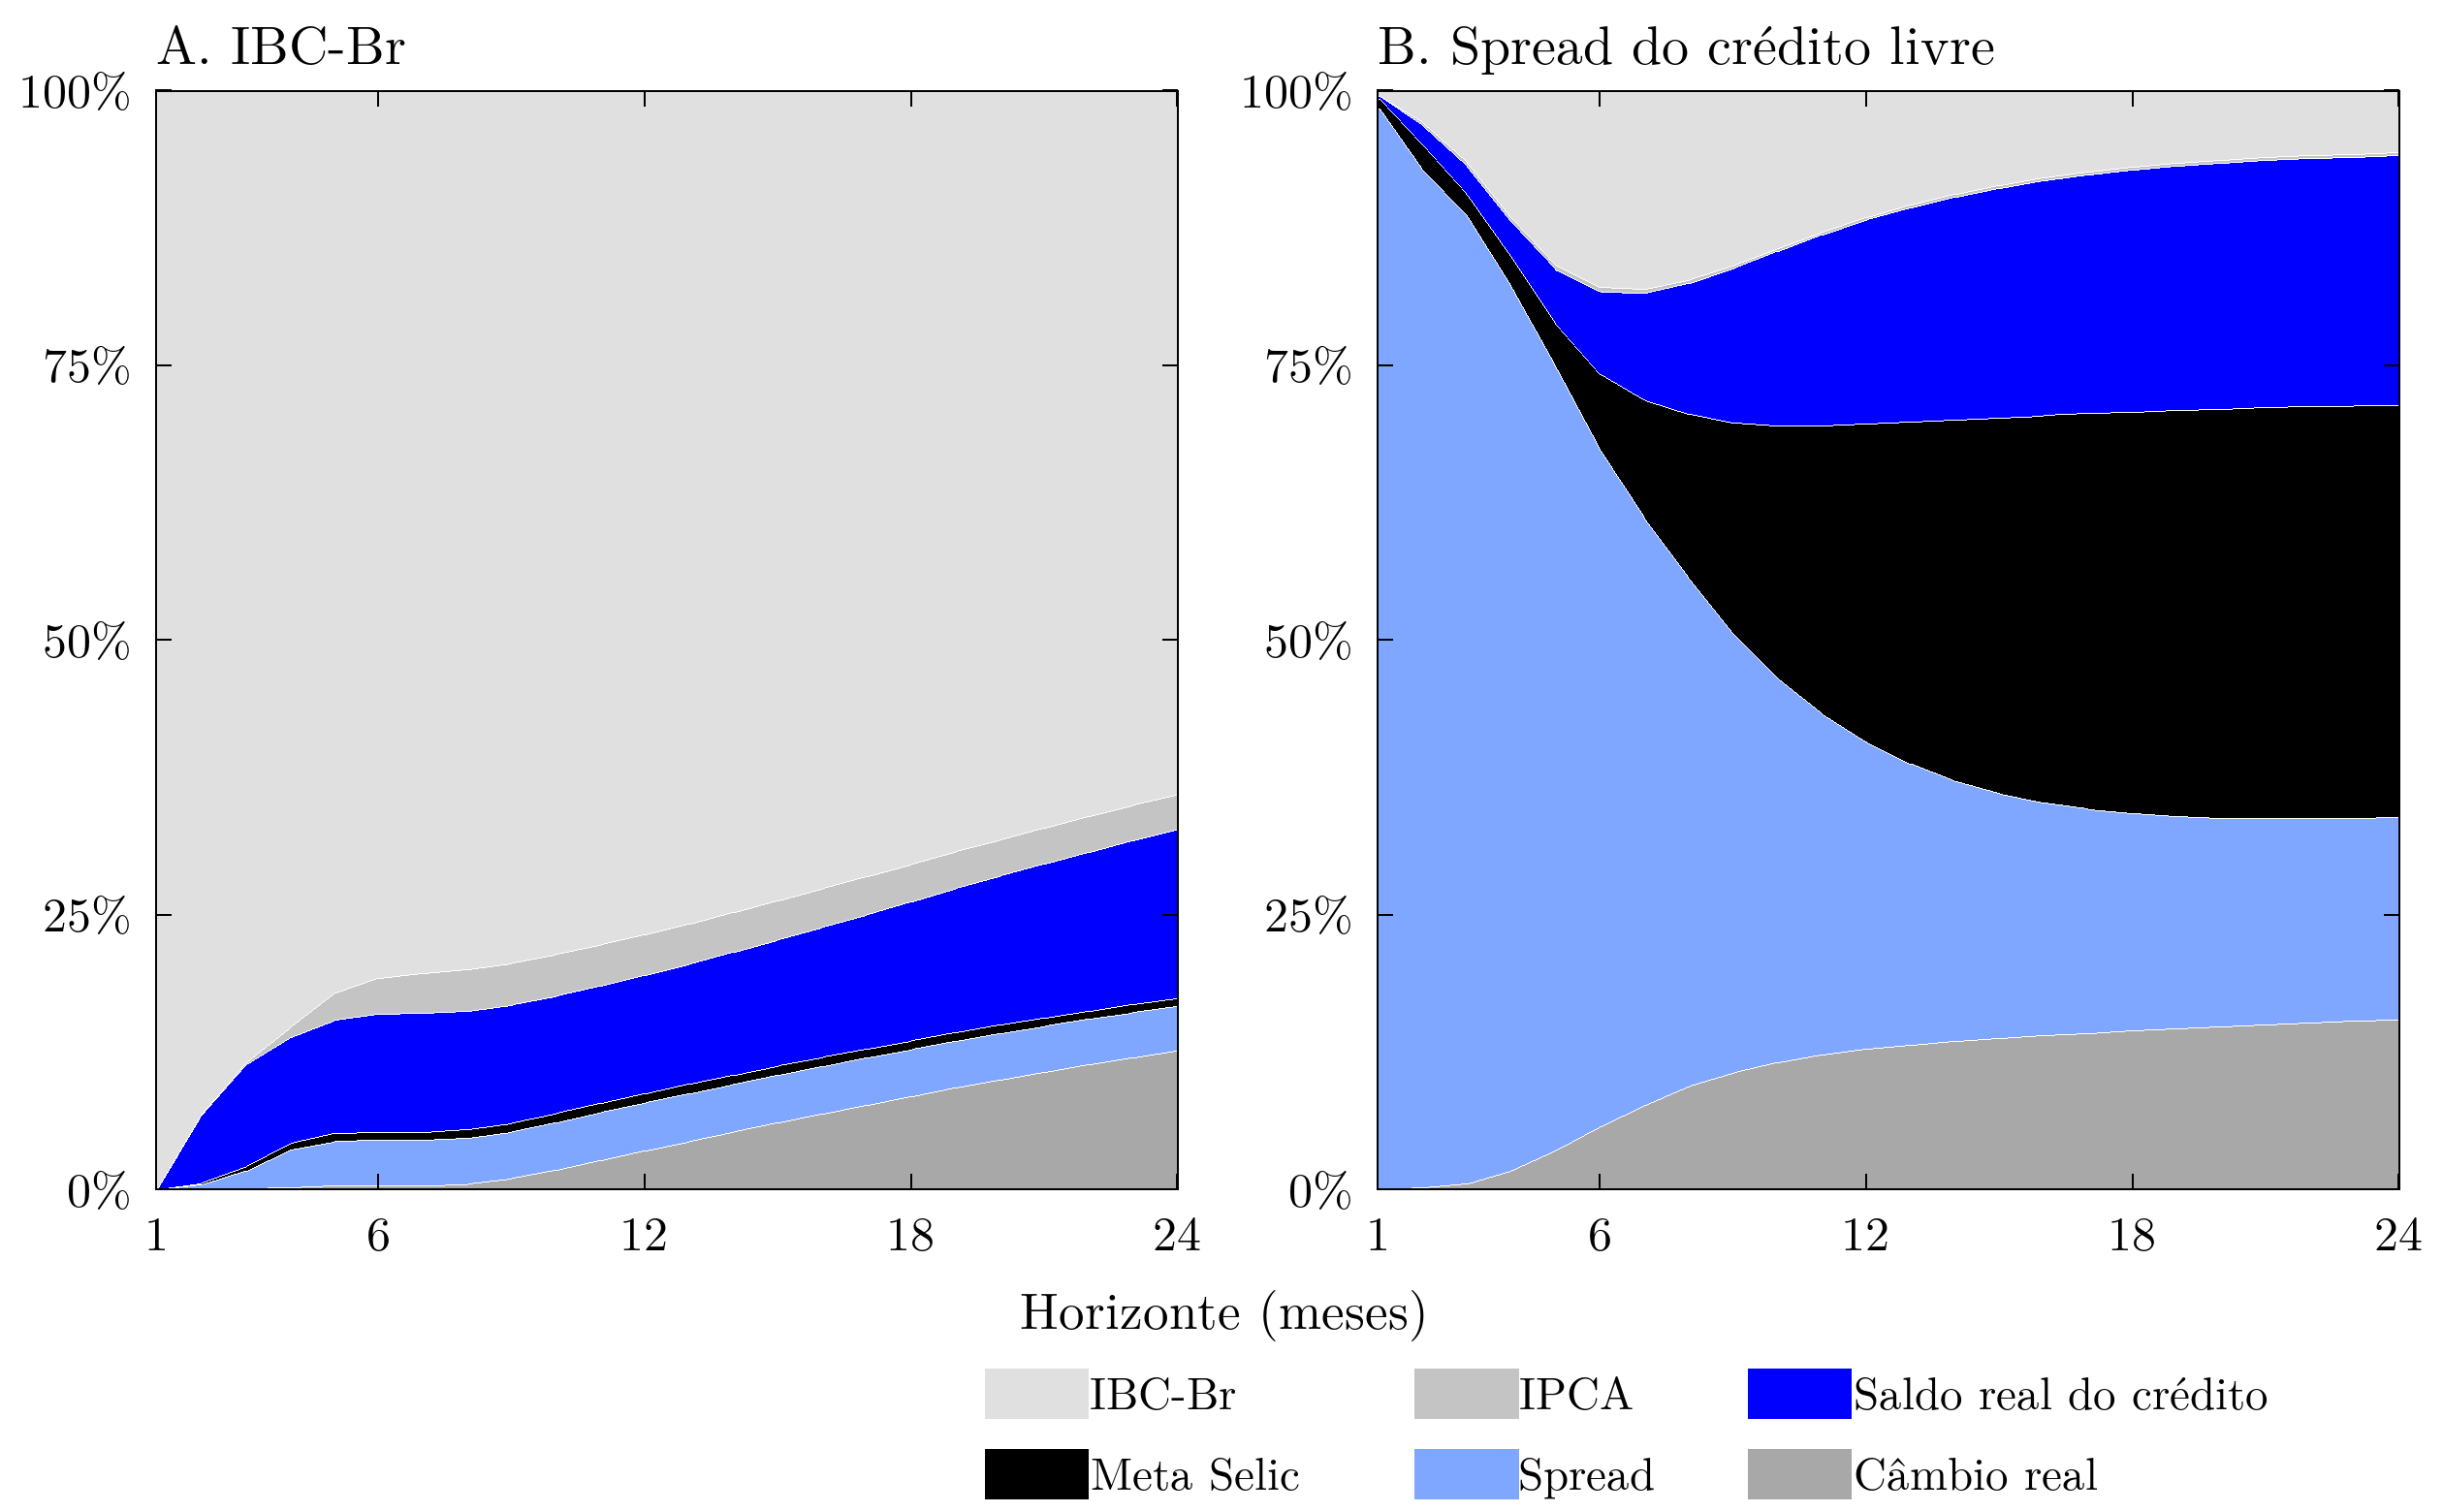 A. IBC-Br
B. Spread do crédito livre
100%
75%
50%
25%
0%
1 6 12 18 24
100%
75%
50%
25%
0%
1 6 12 18 24
Horizonte (meses)
IBC-Br IPCA Saldo real do crédito
Meta Selic Spread Câmbio real